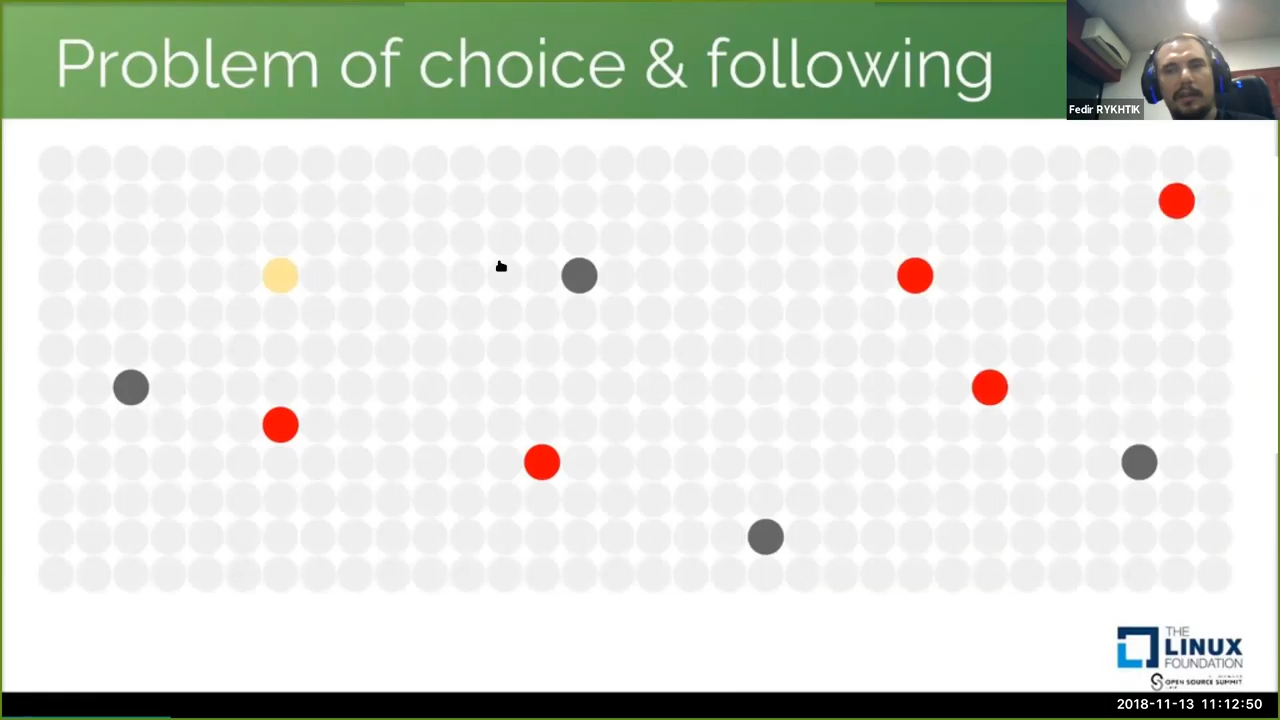 Problem of choice & following
Fedir RYKHTIK
THE
LINUX
FOUNDATION
OPEN SOURCE SUMMIT
2018-11-13 11:12:50